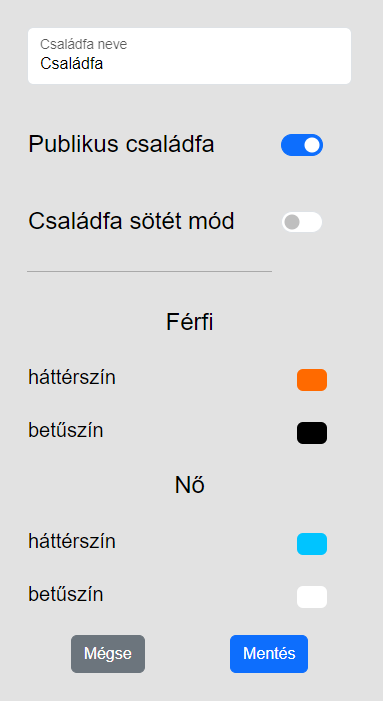 Családfa neve
Családfa
Publikus családfa
Családfa sötét mód
Férfi
háttérszín
betűszín
Nő
háttérszín
betűszín
Mégse
Mentés